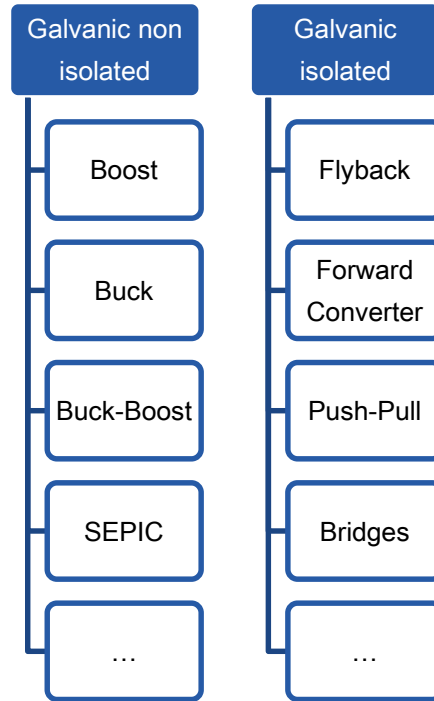 Galvanic non
isolated
Boost
Buck
Buck-Boost
SEPIC
…
Galvanic
isolated
Flyback
Forward
Converter
Push-Pull
Bridges
…